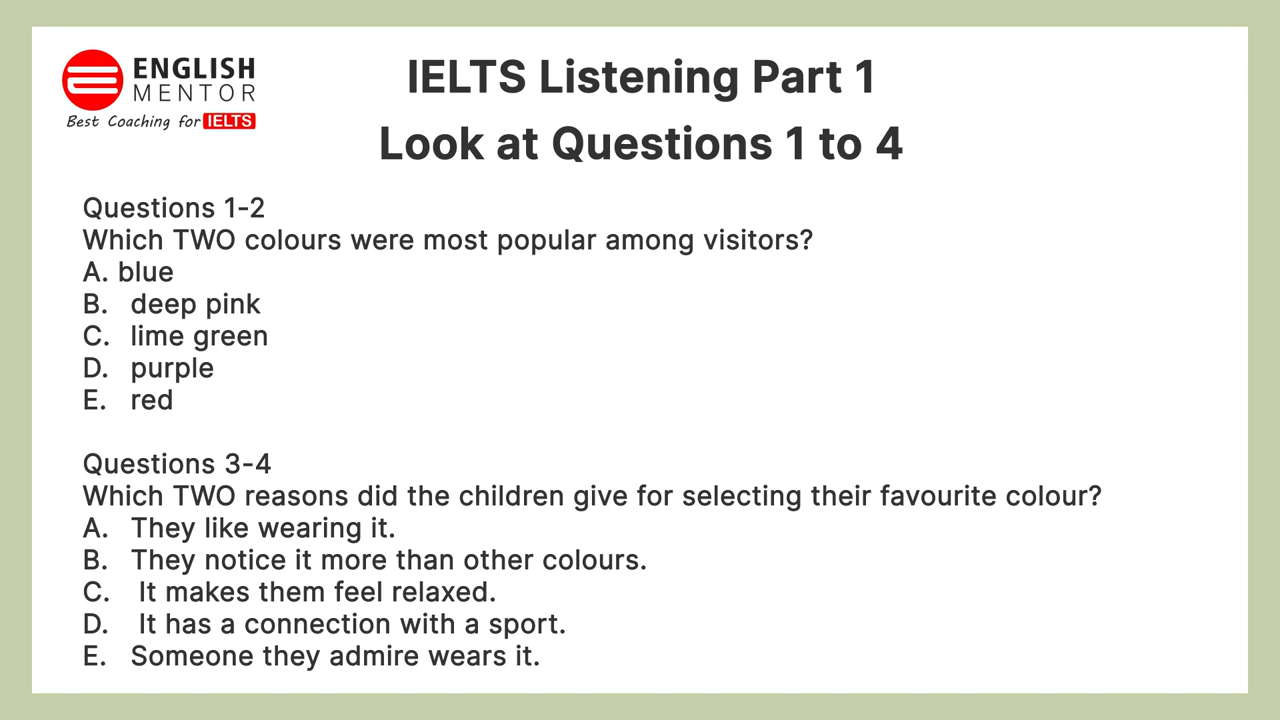 ENGLISH
MENTOR
Best Coaching for IELTS
IELTS Listening Part 1
Look at Questions 1 to 4
Questions 1-2
Which TWO colours were most popular among visitors?
A. blue
B. deep pink
C. lime green
D. purple
E. red
Questions 3-4
Which TWO reasons did the children give for selecting their favourite colour?
A. They like wearing it.
B. They notice it more than other colours.
C. It makes them feel relaxed.
D. It has a connection with a sport.
E. Someone they admire wears it.